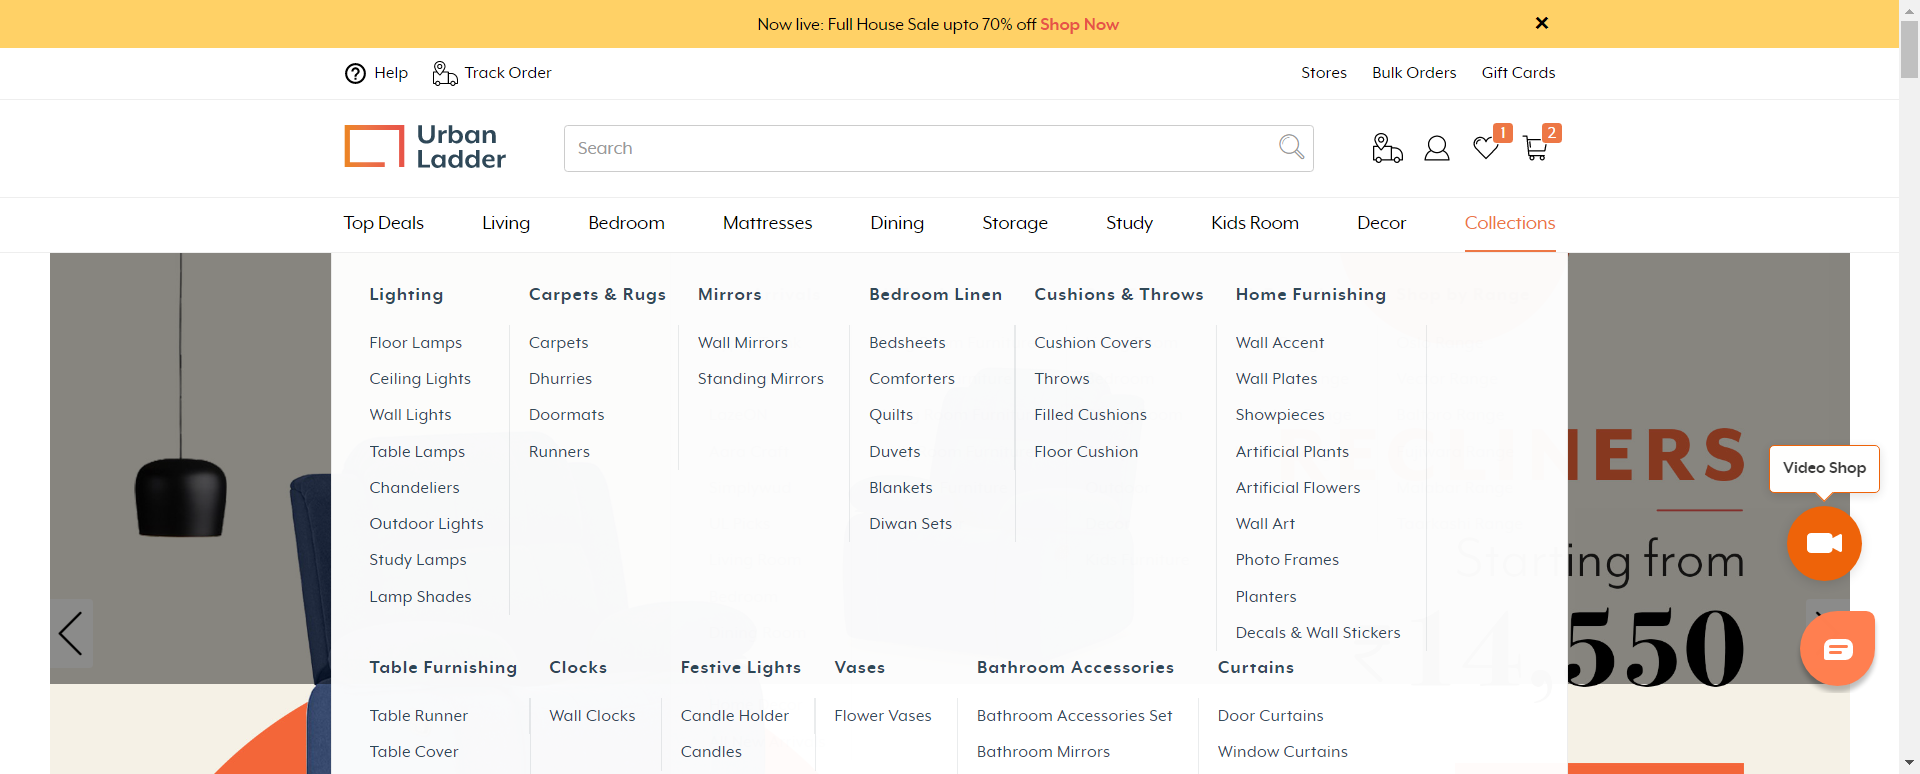 Now live: Full House Sale upto 70% off Shop Now
Help
Track Order
Stores
Bulk Orders
Gift Cards
Urban
Ladder
Search
1
2
Top Deals
Living
Bedroom
Mattresses
Dining
Storage
Study
Kids Room
Decor
Collections
Lighting
Floor Lamps
Ceiling Lights
Wall Lights
Table Lamps
Chandeliers
Outdoor Lights
Study Lamps
Lamp Shades
Carpets & Rugs
Carpets
Dhurries
Doormats
Runners
Mirrors
Wall Mirrors
Standing Mirrors
Bedroom Linen
Bedsheets
Comforters
Quilts
Duvets
Blankets
Diwan Sets
Cushions & Throws
Cushion Covers
Throws
Filled Cushions
Floor Cushion
Home Furnishing
Wall Accent
Wall Plates
Showpieces
Artificial Plants
Artificial Flowers
Wall Art
Photo Frames
Planters
Decals & Wall Stickers
Table Furnishing
Table Runner
Table Cover
Clocks
Wall Clocks
Festive Lights
Candle Holder
Candles
Vases
Flower Vases
Bathroom Accessories
Bathroom Accessories Set
Bathroom Mirrors
Curtains
Door Curtains
Window Curtains
RECLINERS
Starting from
₹14,550
Video Shop